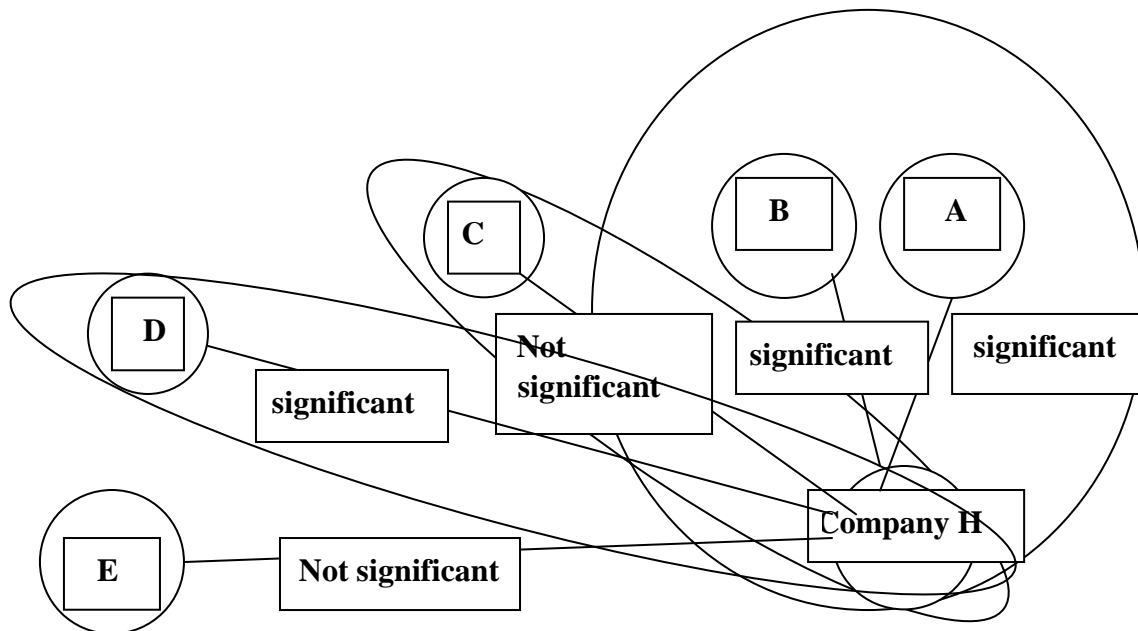 B
A
C
D
Not
significant
significant
significant
significant
Company H
E
Not significant